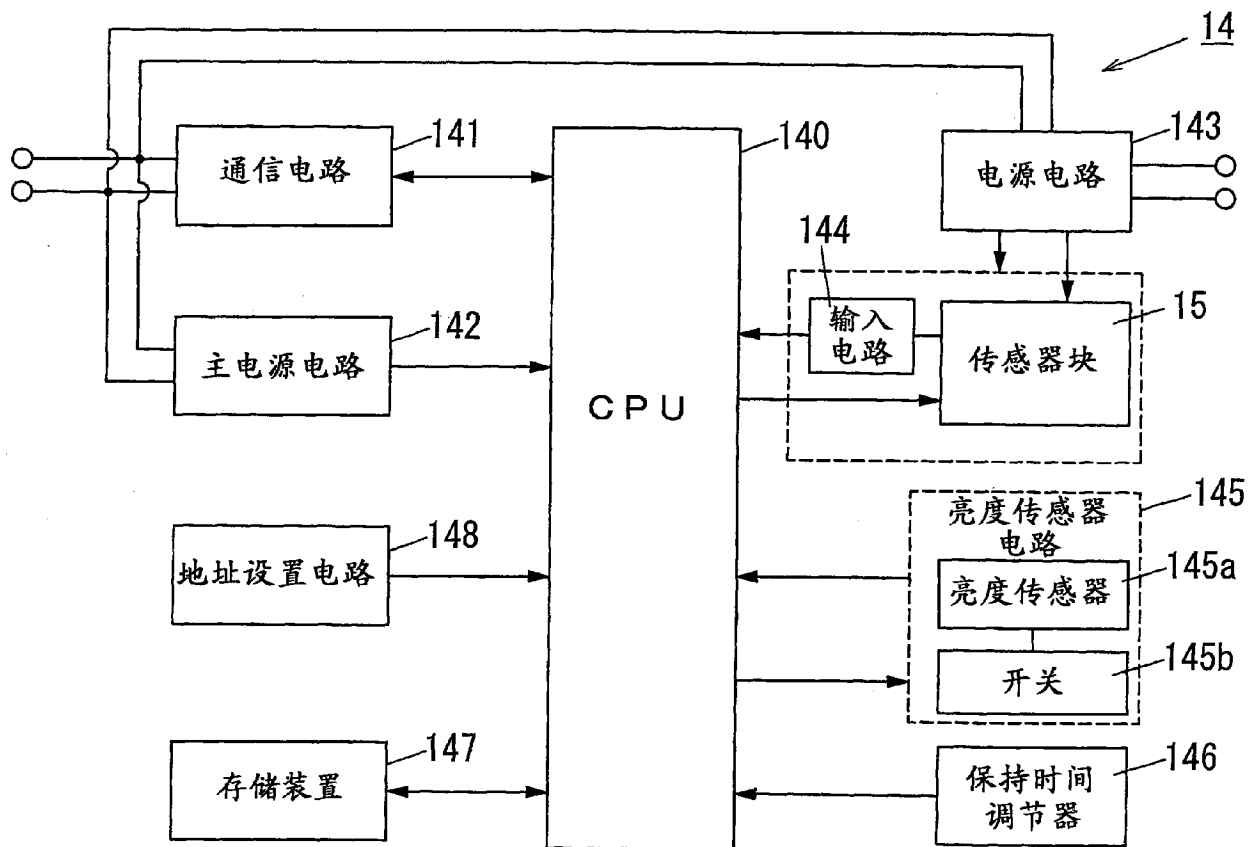 14
141
通信电路
140
143
电源电路
144
输入
电路
15
传感器块
142
主电源电路
CPU
145
亮度传感器
电路
148
地址设置电路
145a
亮度传感器
145b
开关
147
存储装置
146
保持时间
调节器